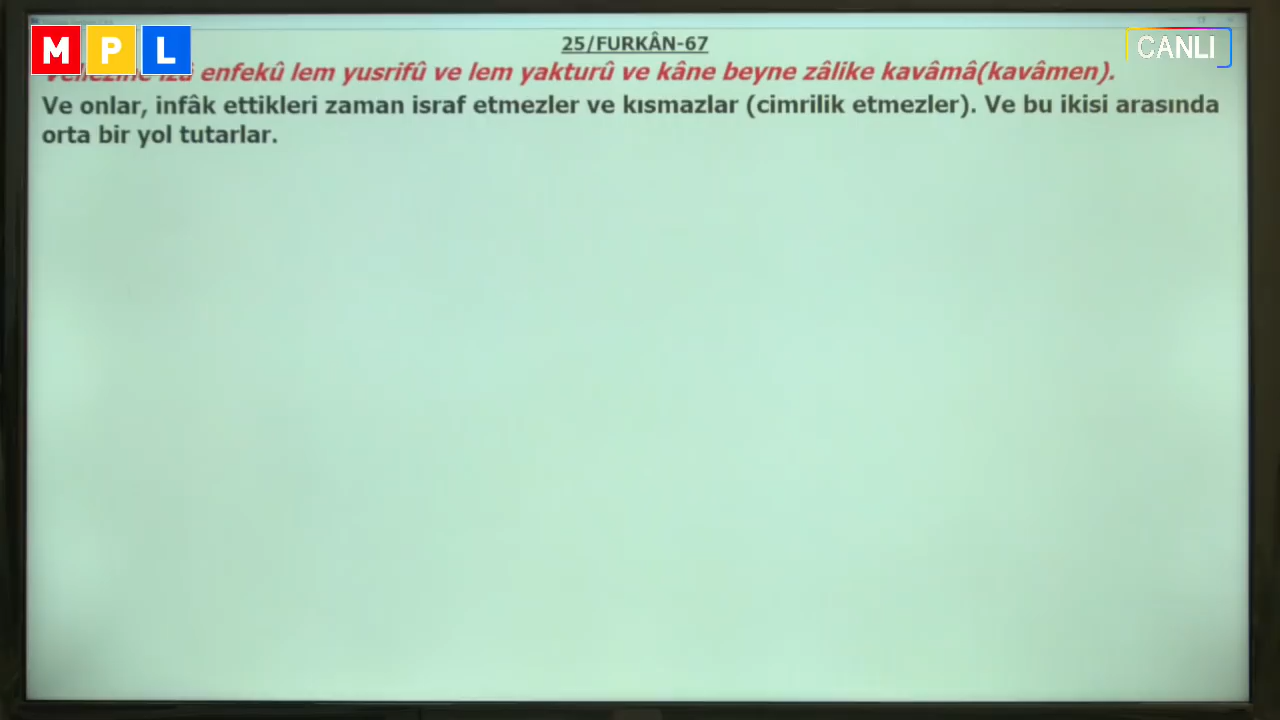 M P L
CANLI
25/FURKÂN-67
enfekû lem yusrifû ve lem yakturû ve kâne beyne zâlike kavâmâ(kavâmen).
Ve onlar, infâk ettikleri zaman israf etmezler ve kısmazlar (cimrilik etmezler). Ve bu ikisi arasında
orta bir yol tutarlar.